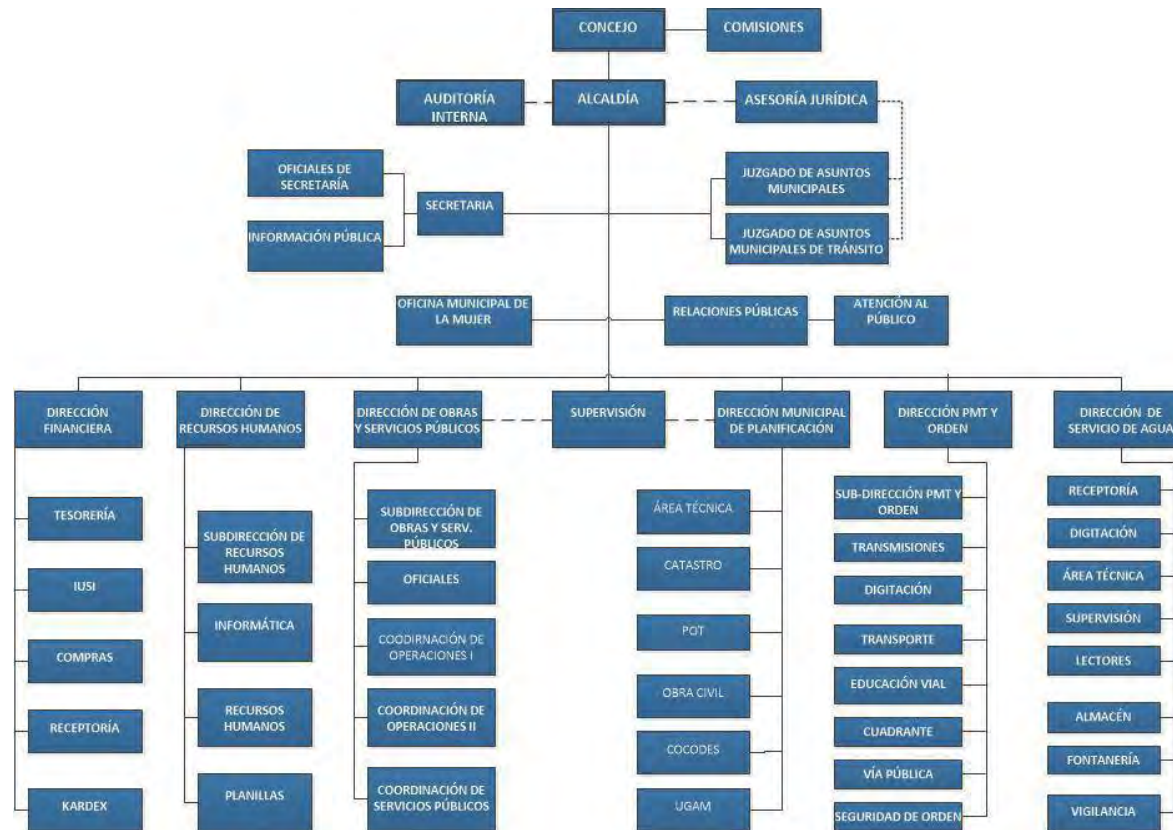 CONCEJO
COMISIONES
AUDITORÍA
INTERNA
ALCALDÍA
ASESORÍA JURÍDICA
OFICIALES DE
SECRETARÍA
SECRETARIA
INFORMACIÓN PÚBLICA
JUZGADO DE ASUNTOS
MUNICIPALES
JUZGADO DE ASUNTOS
MUNICIPALES DE TRÁNSITO
OFICINA MUNICIPAL DE
LA MUJER
RELACIONES PÚBLICAS
ATENCIÓN AL
PÚBLICO
DIRECCIÓN
FINANCIERA
DIRECCIÓN DE
RECURSOS HUMANOS
DIRECCIÓN DE OBRAS
Y SERVICIOS PÚBLICOS
SUPERVISIÓN
DIRECCIÓN MUNICIPAL
DE PLANIFICACIÓN
DIRECCIÓN PMT Y
ORDEN
DIRECCIÓN DE
SERVICIO DE AGUA
TESORERÍA
IUSI
COMPRAS
RECEPTORÍA
KARDEX
SUBDIRECCIÓN DE
RECURSOS
HUMANOS
INFORMÁTICA
RECURSOS
HUMANOS
PLANILLAS
SUBDIRECCIÓN DE
OBRAS Y SERV.
PÚBLICOS
OFICIALES
COODIRNACIÓN DE
OPERACIONES I
COORDINACIÓN DE
OPERACIONES II
COORDINACIÓN DE
SERVICIOS PÚBLICOS
ÁREA TÉCNICA
CATASTRO
POT
OBRA CIVIL
COCODES
UGAM
SUB-DIRECCIÓN PMT Y
ORDEN
TRANSMISIONES
DIGITACIÓN
TRANSPORTE
EDUCACIÓN VIAL
CUADRANTE
VÍA PÚBLICA
SEGURIDAD DE ORDEN
RECEPTORÍA
DIGITACIÓN
ÁREA TÉCNICA
SUPERVISIÓN
LECTORES
ALMACÉN
FONTANERÍA
VIGILANCIA